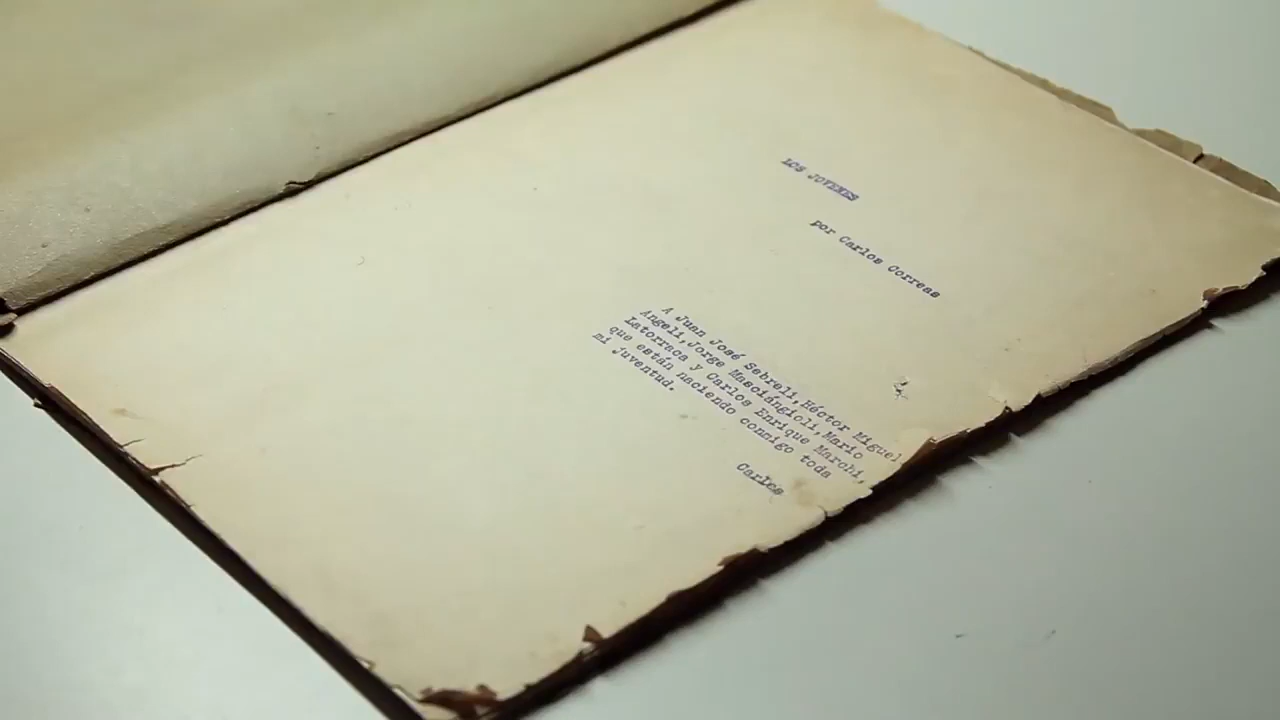 LOS JOVENES
por Carlos Correas
A Juan José Sebreli, Héctor Miguel
Angeli, Jorge Masciángioli, Mario
Latorraca y Carlos Enrique Marchi,
que están naciendo conmigo toda
mi juventud.
Carlos